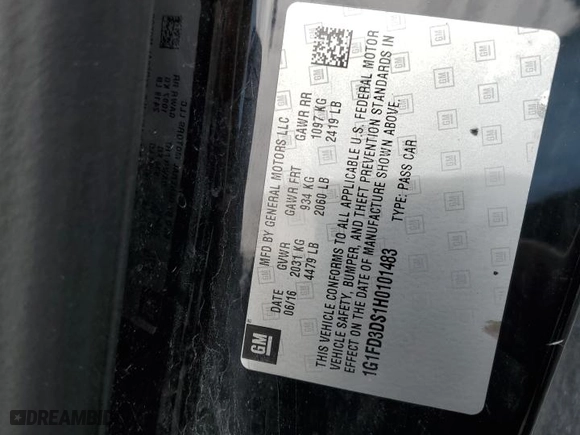 GM
MFD BY GENERAL MOTORS LLC
DATE GVWR GAWR FRT GAWR RR
06/16 2031 KG 934 KG 1097 KG
4479 LB 2060 LB 2419 LB
THIS VEHICLE CONFORMS TO ALL APPLICABLE U.S. FEDERAL MOTOR
VEHICLE SAFETY, BUMPER, AND THEFT PREVENTION STANDARDS IN
EFFECT ON THE DATE OF MANUFACTURE SHOWN ABOVE.
1G1FD3DS1H0101483 TYPE: PASS CAR
DREAMBID